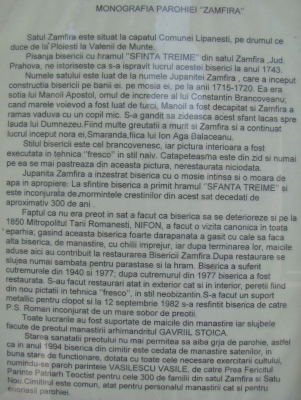 MONOGRAFIA PAROHIEI "ZAMFIRA"
Satul Zamfira este situat la capatul Comunei Lipanesti, pe drumul ce
duce de la Ploiesti la Valenii de Munte.
Pisania bisericii cu hramul "SFINTA TREIME" din satul Zamfira ,Jud.
Prahova, ne istoriseste ca s-a ispravit lucrul acestei biserici la anul 1743.
Numele satului este luat de la numele Jupanitei Zamfira , care a inceput
constructia bisericii pe banii ei, pe mosia ei, pe la anii 1715-1720. Ea era
sotia lui Manoil Apostol, omul de incredere al lui Constantin Brancoveanu;
cand marele voievod a fost luat de turci, Manoil a fost decapitat si Zamfira a
ramas vaduva cu un copil mic. S-a gandit sa zideasca acest sfant lacas spre
lauda lui Dumnezeu.Fiind multe greutatii a murit si Zamfira si a continuat
lucrul inceput nora ei,Smaranda,fiica lui Ion Aga Balaceanu.
Stilul bisericii este cel brancovenesc, iar pictura interioara a fost
executata in tehnica "fresco" in stil naiv. Catapeteasma este din zid si numai
pe ea se mai pastreaza din aceasta pictura, nerestaurata niciodata.
Jupanita Zamfira a inzestrat biserica cu o mosie intinsa si o moara de
apa in apropiere. La sfintire biserica a primit hramul "SFANTA TREIME" si
este inconjurata de,mormintele crestinilor din acest sat decedati de
aproximativ 300 de ani .
Faptul ca nu era preot in sat a facut ca biserica sa se deterioreze si pe la
1850 Mitropolitul Tarii Romanesti, NIFON, a facut o vizita canonica in toata
eparhia, gasind aceasta biserica foarte darapanata a gasit cu cale sa faca
alta biserica, de manastire, cu chilii imprejur, iar dupa terminarea lor, maicile
aduse aici au contribuit la restaurarea Bisericii Zamfira.Dupa restaurare se
slujea numai sambata pentru parastase si la hram. Biserica a suferit
cutremurele din 1940 si 1977; dupa cutremurul din 1977 biserica a fost
restaurata. S-au facut restaurari atat in exterior cat si in interior, peretii fiind
din nou pictati in tehnica "fresco", in stil neobizantin.S-a facut un suport
metallic pentru clopot si la 12 septembrie 1982 s-a resfintit biserica de catre
P.S. Roman inconjurat de un mare sobor de preoti.
Toate lucrarile au fost suportate de maicile din manastire iar slujbele
facute de preotul manastirii arhimandritul GAVRIIL STOICA.
Starea sanatatii preotului nu mai permitea sa aiba grja de parohie, astfel
ca in anul 1994 biserica din cimitir este cedata de manastire satenilor, in
buna stare de functionare, dotata cu toate cele necesare exercitarii cultului,
numindu-se paroh parintele VASILESCU VASILE, de catre Prea Fericitul
Parinte Patriarh Teoctist pentru cele 300 de familii din satul Zamfira si Satu
Nou.Cimitirul este comun, atat pentru personalul manastirii cat si pentru
enoriasii parohiei.